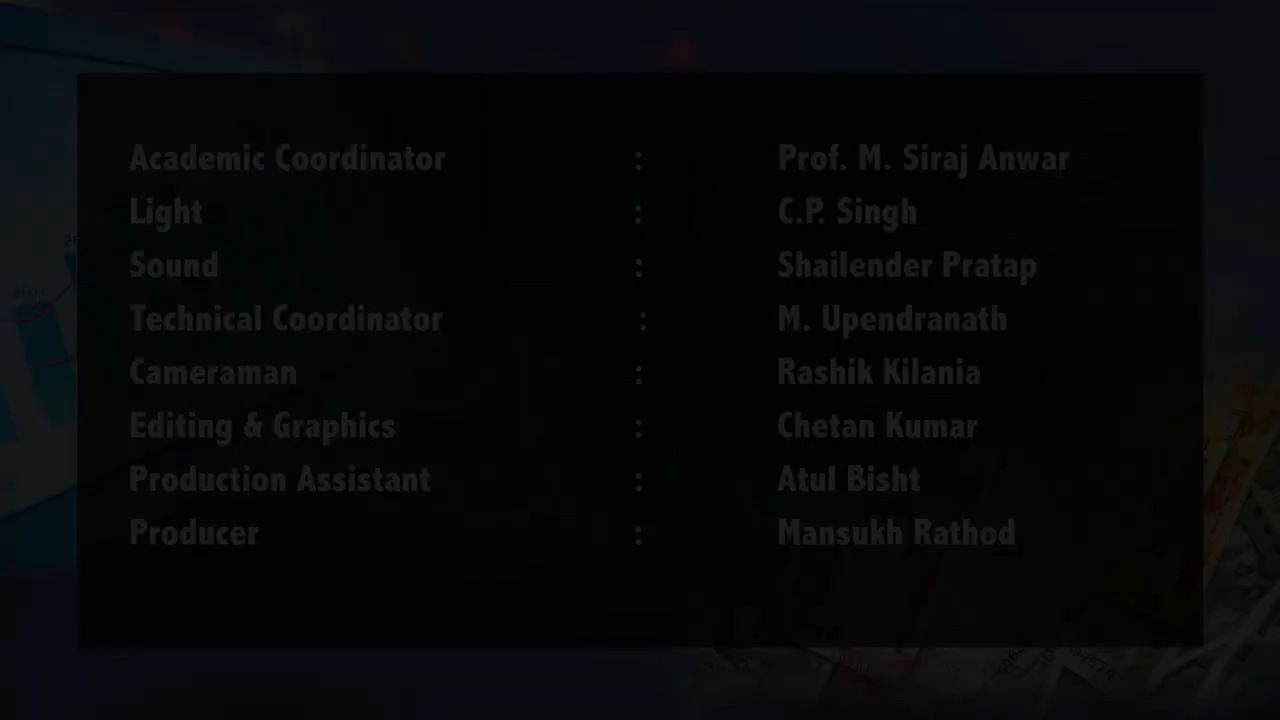 Academic Coordinator : Prof. M. Siraj Anwar
Light : C.P. Singh
Sound : Shailender Pratap
Technical Coordinator : M. Upendranath
Cameraman : Rashik Kilania
Editing & Graphics : Chetan Kumar
Production Assistant : Atul Bisht
Producer : Mansukh Rathod